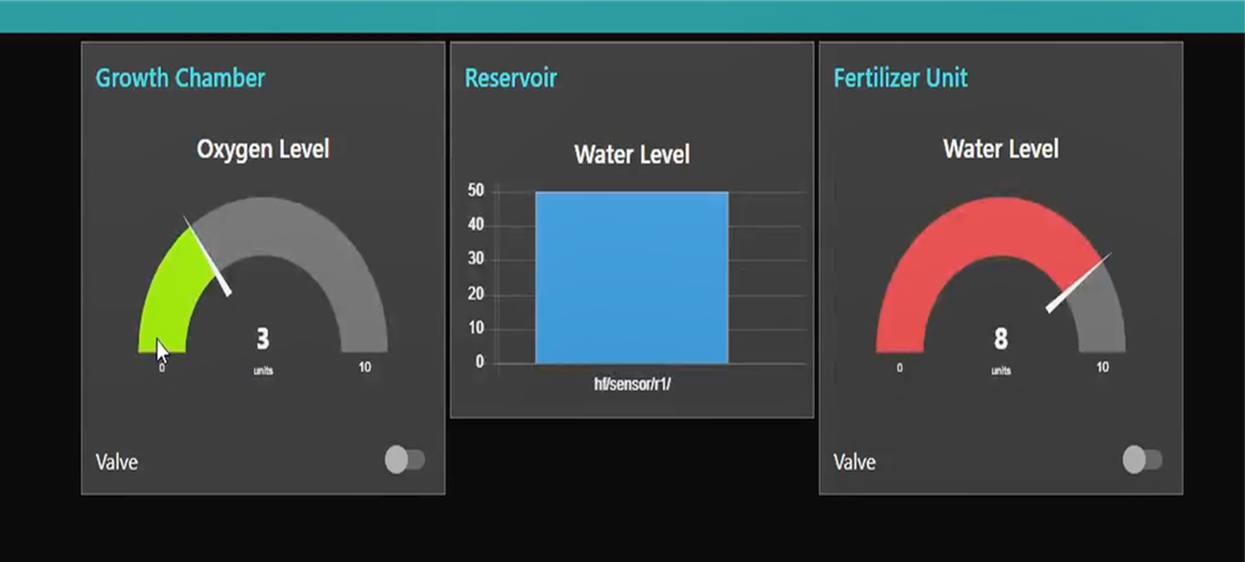 Growth Chamber
Oxygen Level
3
0
units
10
Valve
Reservoir
Water Level
50
40
30
20
10
0
hf/sensor/r1/
Fertilizer Unit
Water Level
8
0
units
10
Valve